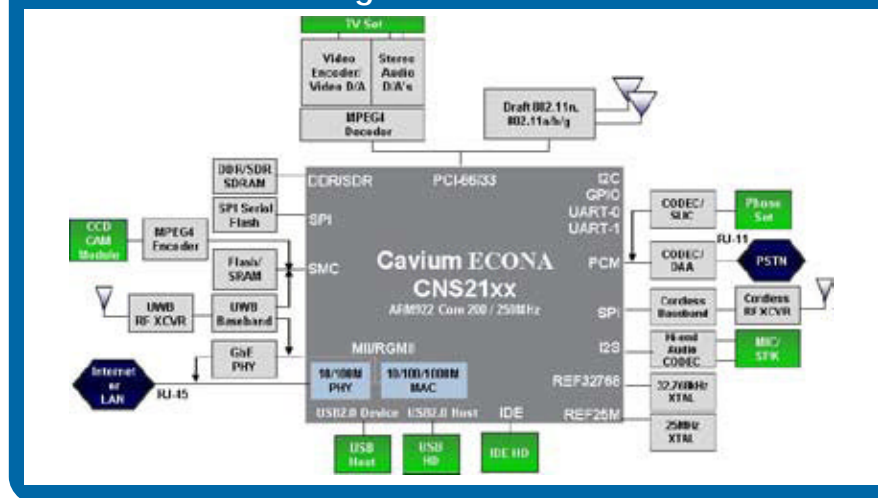 TV Set
Video
Encoder/
Video D/A
Stereo
Audio
D/A's
MPEG4
Decoder
Draft 802.11n,
802.11a/b/g
DDR/SDR
SDRAM
DDR/SDR
PCI-66/33
I2C
GPIO
UART-0
UART-1
SPI Serial
Flash
SPI
CODEC/
SLIC
Phone
Set
CCD
CAM
Module
MPEG4
Encoder
Flash/
SRAM
SMC
Cavium ECONA
CNS21xx
ARM922 Core 200 / 250MHz
PCM
CODEC/
DAA
RJ-11
PSTN
UWB
RF XCVR
UWB
Baseband
SPI
Cordless
Baseband
Cordless
RF XCVR
GbE
PHY
MII/RGMII
I2S
Hi-end
Audio
CODEC
MIC/
SPK
Internet
or
LAN
RJ-45
10/100M
PHY
10/100/1000M
MAC
REF32768
32.768kHz
XTAL
USB2.0 Device
USB2.0 Host
IDE
REF25M
25MHz
XTAL
USB
Host
USB
HD
IDE HD